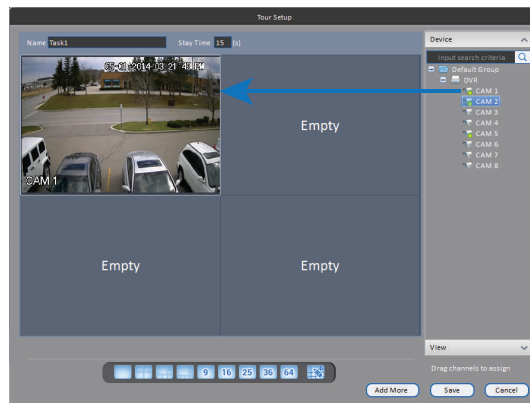 Tour Setup
Name Task1 Stay Time 15 (s)
Device
Input search criteria
Default Group
DVR
CAM 1
CAM 2
CAM 3
CAM 4
CAM 5
CAM 6
CAM 7
CAM 8
CAM 1
Empty
Empty
Empty
View
Drag channels to assign
9 16 25 36 64
Add More Save Cancel